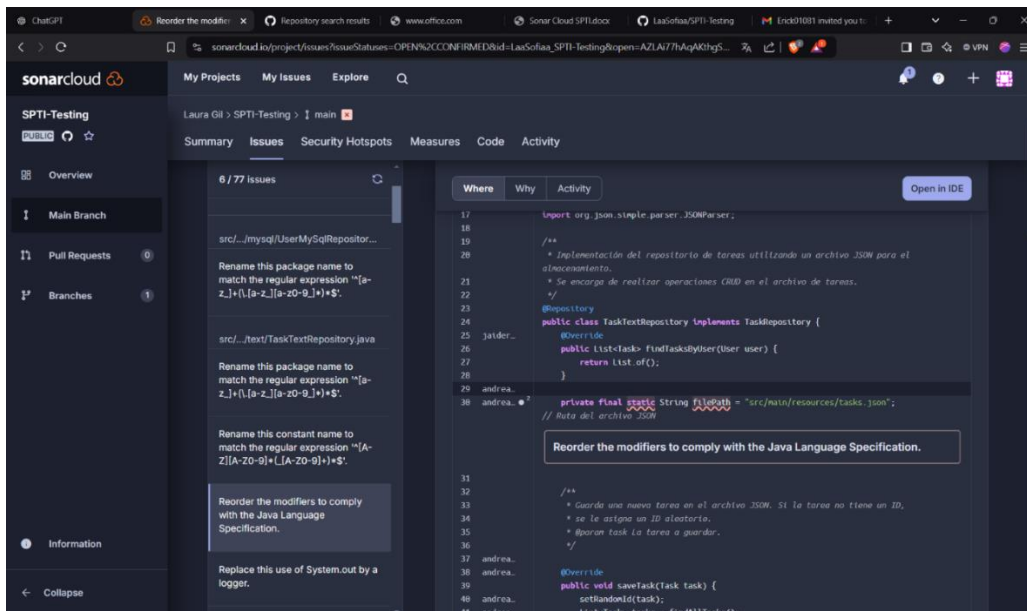 ChatGPT
Reorder the modifier
Repository search results
www.office.com
Sonar Cloud SPTI.docx
LaaSofiaa/SPTI-Testing
Erick01081 invited you to
sonarcloud.io/project/issues?issueStatuses=OPEN%2CCONFIRMED&id=LaaSofiaa_SPTI-Testing&open=AZLAi77hAqAKthgS...
VPN
sonarcloud
My Projects
My Issues
Explore
1
SPTI-Testing
PUBLIC
Overview
Main Branch
Pull Requests
0
Branches
1
Information
Collapse
Laura Gil > SPTI-Testing > main
Summary
Issues
Security Hotspots
Measures
Code
Activity
6 / 77 issues
src/.../mysql/UserMySqlRepositor...
Rename this package name to
match the regular expression '^[a-
z_]+(\.[a-z_][a-z0-9_]*)*$'.
src/.../text/TaskTextRepository.java
Rename this package name to
match the regular expression '^[a-
z_]+(\.[a-z_][a-z0-9_]*)*$'.
Rename this constant name to
match the regular expression '^[A-
Z][A-Z0-9]*(_[A-Z0-9]+)*$'.
Reorder the modifiers to comply
with the Java Language
Specification.
Replace this use of System.out by a
logger.
Where
Why
Activity
Open in IDE
17 import org.json.simple.parser.JSONParser;
18
19 /**
20 * Implementación del repositorio de tareas utilizando un archivo JSON para el
almacenamiento.
21 * Se encarga de realizar operaciones CRUD en el archivo de tareas.
22 */
23 @Repository
24 public class TaskTextRepository implements TaskRepository {
25 jaider… @Override
26 public List<Task> findTasksByUser(User user) {
27 return List.of();
28 }
29 andrea…
30 andrea… 2 private final static String filePath = "src/main/resources/tasks.json";
// Ruta del archivo JSON
Reorder the modifiers to comply with the Java Language Specification.
31
32 /**
33 * Guarda una nueva tarea en el archivo JSON. Si la tarea no tiene un ID,
34 * se le asigna un ID aleatorio.
35 * @param task La tarea a guardar.
36 */
37 andrea…
38 andrea… @Override
39 public void saveTask(Task task) {
40 andrea… setRandomId(task);